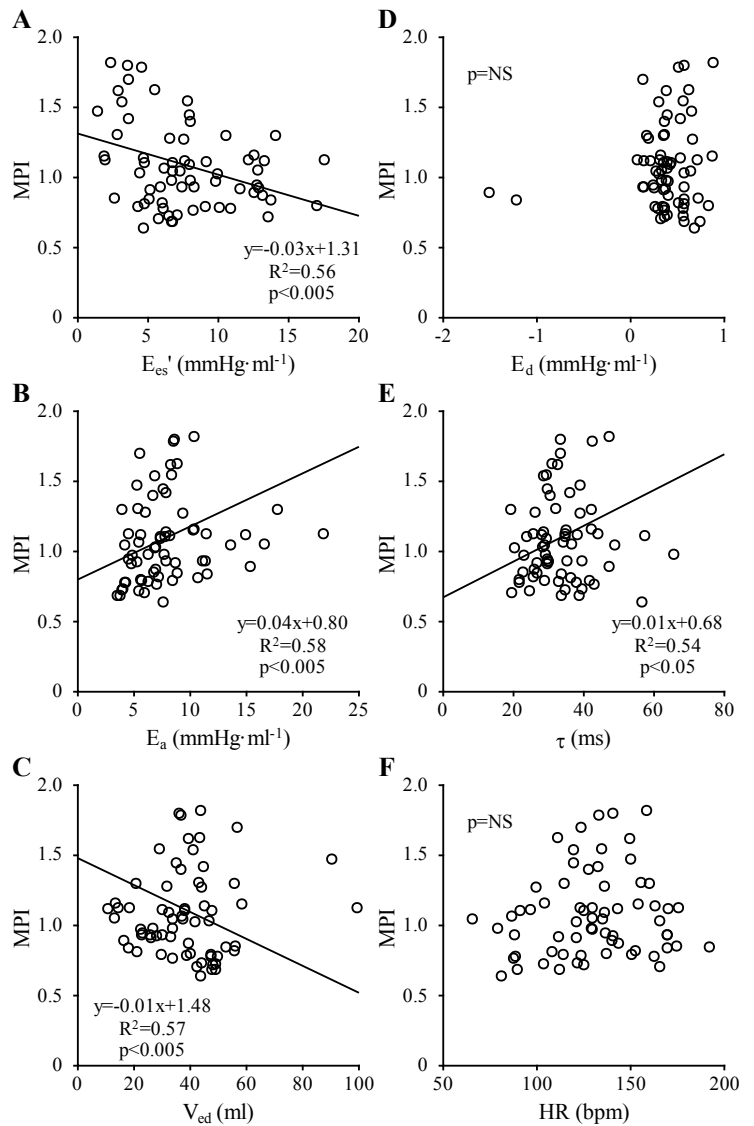 A
2.0
1.5
1.0
0.5
0
MPI
y=-0.03x+1.31
R²=0.56
p<0.005
0 5 10 15 20
Eₑₛ' (mmHg·ml⁻¹)
D
2.0
1.5
1.0
0.5
0
MPI
p=NS
-2 -1 0 1
E_d (mmHg·ml⁻¹)
B
2.0
1.5
1.0
0.5
0
MPI
y=0.04x+0.80
R²=0.58
p<0.005
0 5 10 15 20 25
Eₐ (mmHg·ml⁻¹)
E
2.0
1.5
1.0
0.5
0
MPI
y=0.01x+0.68
R²=0.54
p<0.05
0 20 40 60 80
τ (ms)
C
2.0
1.5
1.0
0.5
0
MPI
y=-0.01x+1.48
R²=0.57
p<0.005
0 20 40 60 80 100
V_ed (ml)
F
2.0
1.5
1.0
0.5
0
MPI
p=NS
50 100 150 200
HR (bpm)